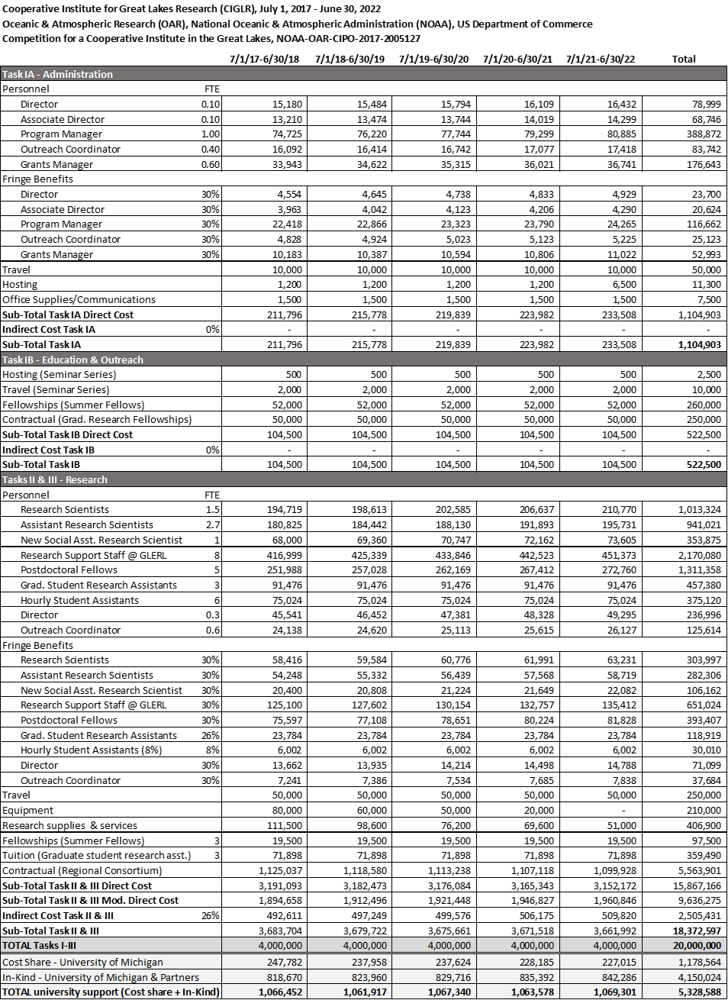 Cooperative Institute for Great Lakes Research (CIGLR), July 1, 2017 - June 30, 2022
Oceanic & Atmospheric Research (OAR), National Oceanic & Atmospheric Administration (NOAA), US Department of Commerce
Competition for a Cooperative Institute in the Great Lakes, NOAA-OAR-CIPO-2017-2005127
7/1/17-6/30/18 7/1/18-6/30/19 7/1/19-6/30/20 7/1/20-6/30/21 7/1/21-6/30/22 Total
Task IA - Administration
Personnel FTE
Director 0.10 15,180 15,484 15,794 16,109 16,432 78,999
Associate Director 0.10 13,210 13,474 13,744 14,019 14,299 68,746
Program Manager 1.00 74,725 76,220 77,744 79,299 80,885 388,872
Outreach Coordinator 0.40 16,092 16,414 16,742 17,077 17,418 83,742
Grants Manager 0.60 33,943 34,622 35,315 36,021 36,741 176,643
Fringe Benefits
Director 30% 4,554 4,645 4,738 4,833 4,929 23,700
Associate Director 30% 3,963 4,042 4,123 4,206 4,290 20,624
Program Manager 30% 22,418 22,866 23,323 23,790 24,265 116,662
Outreach Coordinator 30% 4,828 4,924 5,023 5,123 5,225 25,123
Grants Manager 30% 10,183 10,387 10,594 10,806 11,022 52,993
Travel 10,000 10,000 10,000 10,000 10,000 50,000
Hosting 1,200 1,200 1,200 1,200 6,500 11,300
Office Supplies/Communications 1,500 1,500 1,500 1,500 1,500 7,500
Sub-Total Task IA Direct Cost 211,796 215,778 219,839 223,982 233,508 1,104,903
Indirect Cost Task IA 0% - - - - - -
Sub-Total Task IA 211,796 215,778 219,839 223,982 233,508 1,104,903
Task IB - Education & Outreach
Hosting (Seminar Series) 500 500 500 500 500 2,500
Travel (Seminar Series) 2,000 2,000 2,000 2,000 2,000 10,000
Fellowships (Summer Fellows) 52,000 52,000 52,000 52,000 52,000 260,000
Contractual (Grad. Research Fellowships) 50,000 50,000 50,000 50,000 50,000 250,000
Sub-Total Task IB Direct Cost 104,500 104,500 104,500 104,500 104,500 522,500
Indirect Cost Task IB 0% - - - - - -
Sub-Total Task IB 104,500 104,500 104,500 104,500 104,500 522,500
Tasks II & III - Research
Personnel FTE
Research Scientists 1.5 194,719 198,613 202,585 206,637 210,770 1,013,324
Assistant Research Scientists 2.7 180,825 184,442 188,130 191,893 195,731 941,021
New Social Asst. Research Scientist 1 68,000 69,360 70,747 72,162 73,605 353,875
Research Support Staff @ GLERL 8 416,999 425,339 433,846 442,523 451,373 2,170,080
Postdoctoral Fellows 5 251,988 257,028 262,169 267,412 272,760 1,311,358
Grad. Student Research Assistants 3 91,476 91,476 91,476 91,476 91,476 457,380
Hourly Student Assistants 6 75,024 75,024 75,024 75,024 75,024 375,120
Director 0.3 45,541 46,452 47,381 48,328 49,295 236,996
Outreach Coordinator 0.6 24,138 24,620 25,113 25,615 26,127 125,614
Fringe Benefits
Research Scientists 30% 58,416 59,584 60,776 61,991 63,231 303,997
Assistant Research Scientists 30% 54,248 55,332 56,439 57,568 58,719 282,306
New Social Asst. Research Scientist 30% 20,400 20,808 21,224 21,649 22,082 106,162
Research Support Staff @ GLERL 30% 125,100 127,602 130,154 132,757 135,412 651,024
Postdoctoral Fellows 30% 75,597 77,108 78,651 80,224 81,828 393,407
Grad. Student Research Assistants 26% 23,784 23,784 23,784 23,784 23,784 118,919
Hourly Student Assistants (8%) 8% 6,002 6,002 6,002 6,002 6,002 30,010
Director 30% 13,662 13,935 14,214 14,498 14,788 71,099
Outreach Coordinator 30% 7,241 7,386 7,534 7,685 7,838 37,684
Travel 50,000 50,000 50,000 50,000 50,000 250,000
Equipment 80,000 60,000 50,000 20,000 - 210,000
Research supplies & services 111,500 98,600 76,200 69,600 51,000 406,900
Fellowships (Summer Fellows) 3 19,500 19,500 19,500 19,500 19,500 97,500
Tuition (Graduate student research asst.) 3 71,898 71,898 71,898 71,898 71,898 359,490
Contractual (Regional Consortium) 1,125,037 1,118,580 1,113,238 1,107,118 1,099,928 5,563,901
Sub-Total Task II & III Direct Cost 3,191,093 3,182,473 3,176,084 3,165,343 3,152,172 15,867,166
Sub-Total Task II & III Mod. Direct Cost 1,894,658 1,912,496 1,921,448 1,946,827 1,960,846 9,636,275
Indirect Cost Task II & III 26% 492,611 497,249 499,576 506,175 509,820 2,505,431
Sub-Total Task II & III 3,683,704 3,679,722 3,675,661 3,671,518 3,661,992 18,372,597
TOTAL Tasks I-III 4,000,000 4,000,000 4,000,000 4,000,000 4,000,000 20,000,000
Cost Share - University of Michigan 247,782 237,958 237,624 228,185 227,015 1,178,564
In-Kind - University of Michigan & Partners 818,670 823,960 829,716 835,392 842,286 4,150,024
TOTAL university support (Cost share + In-Kind) 1,066,452 1,061,917 1,067,340 1,063,578 1,069,301 5,328,588